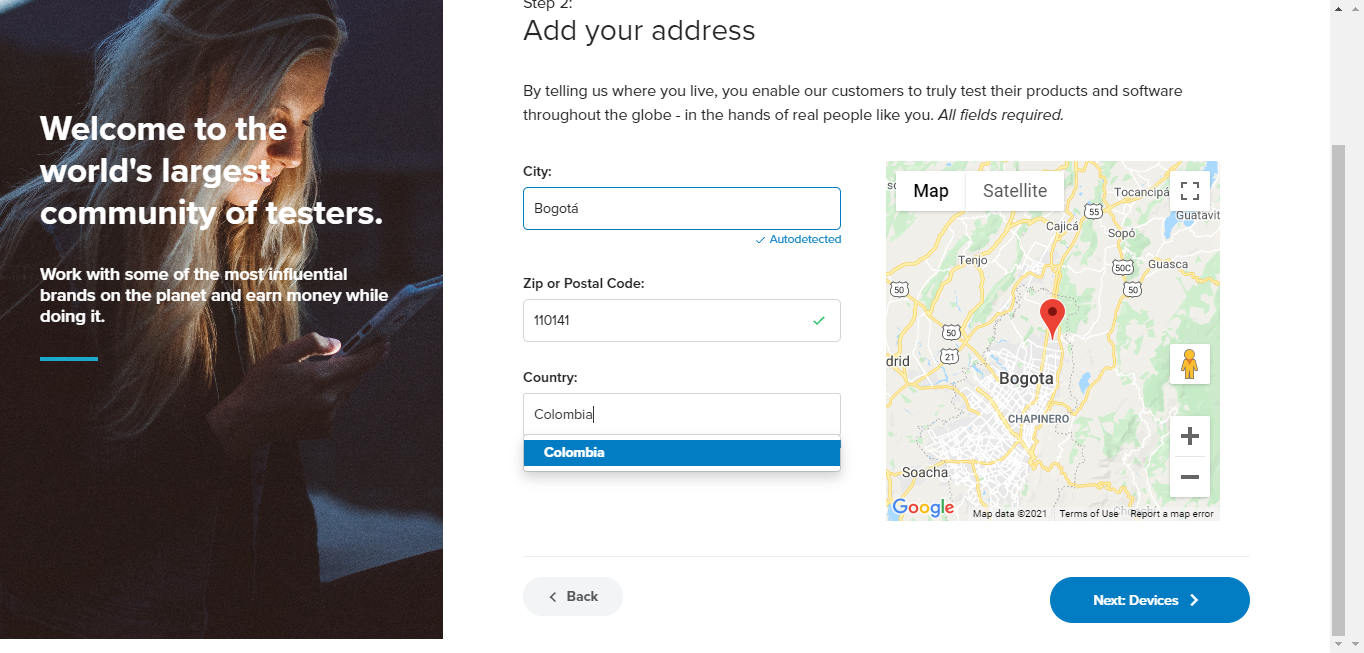 Welcome to the
world's largest
community of testers.
Work with some of the most influential
brands on the planet and earn money while
doing it.
Step 2:
Add your address
By telling us where you live, you enable our customers to truly test their products and software
throughout the globe - in the hands of real people like you. All fields required.
City:
Bogotá
Autodetected
Zip or Postal Code:
110141
Country:
Colombia
Colombia
Map
Satellite
Tocancipá
55
Guatavit
Cajicá
Sopó
Tenjo
50C
Guasca
50
50
50
21
drid
Bogota
CHAPINERO
Soacha
Google
Map data ©2021
Terms of Use
Report a map error
Back
Next: Devices